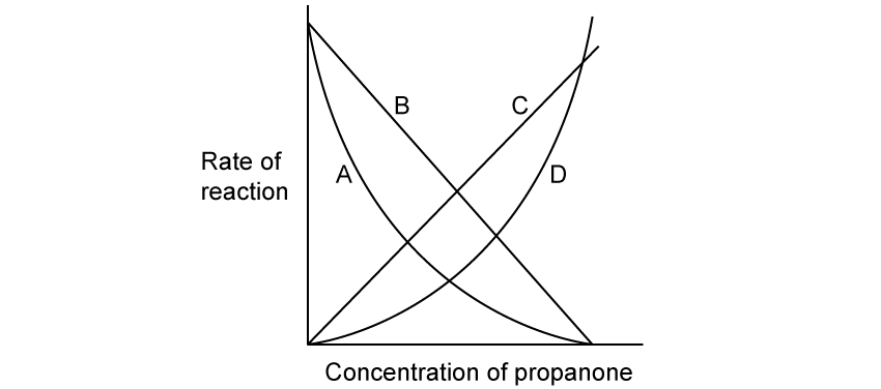 B
C
Rate of
reaction
A
D
Concentration of propanone